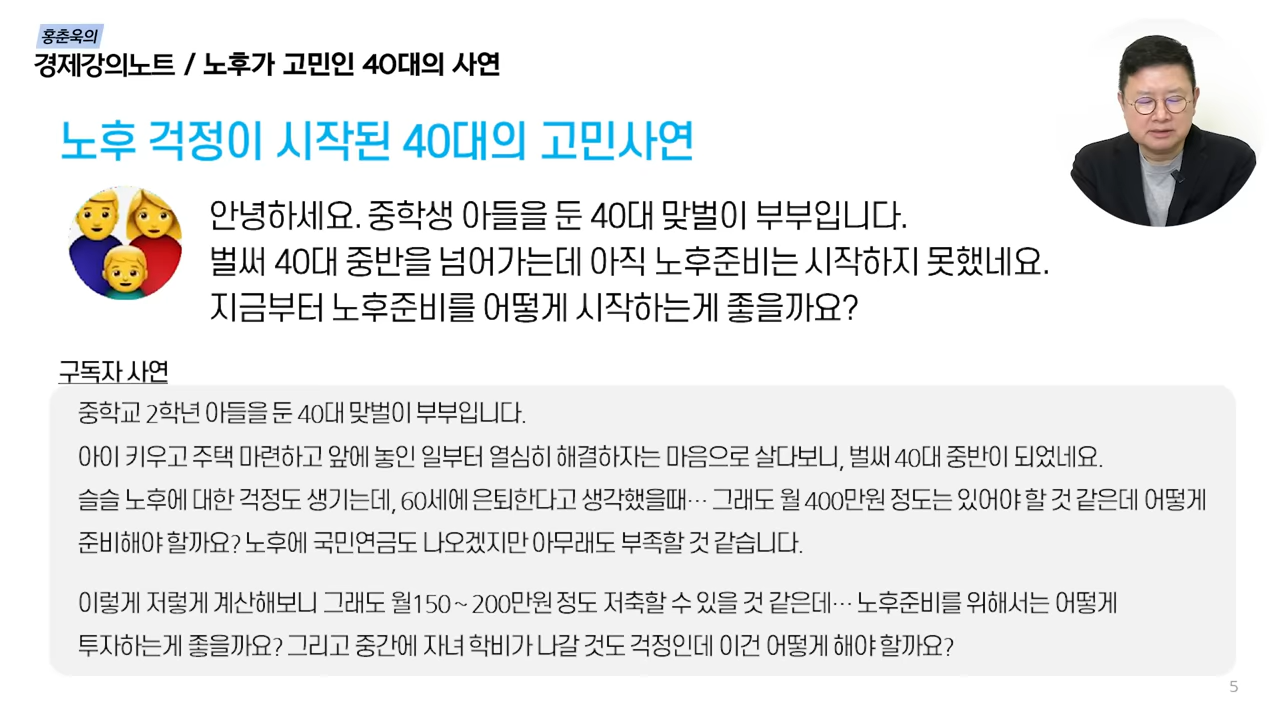 홍춘욱의
경제강의노트 / 노후가 고민인 40대의 사연
노후 걱정이 시작된 40대의 고민사연
안녕하세요. 중학생 아들을 둔 40대 맞벌이 부부입니다.
벌써 40대 중반을 넘어가는데 아직 노후준비는 시작하지 못했네요.
지금부터 노후준비를 어떻게 시작하는게 좋을까요?
구독자 사연
중학교 2학년 아들을 둔 40대 맞벌이 부부입니다.
아이 키우고 주택 마련하고 앞에 놓인 일부터 열심히 해결하자는 마음으로 살다보니, 벌써 40대 중반이 되었네요.
슬슬 노후에 대한 걱정도 생기는데, 60세에 은퇴한다고 생각했을때… 그래도 월 400만원 정도는 있어야 할 것 같은데 어떻게
준비해야 할까요? 노후에 국민연금도 나오겠지만 아무래도 부족할 것 같습니다.
이렇게 저렇게 계산해보니 그래도 월150~200만원 정도 저축할 수 있을 것 같은데… 노후준비를 위해서는 어떻게
투자하는게 좋을까요? 그리고 중간에 자녀 학비가 나갈 것도 걱정인데 이건 어떻게 해야 할까요?
5